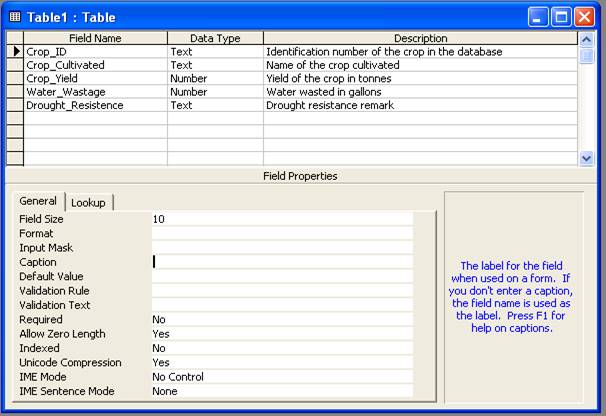 Table1 : Table
Field Name Data Type Description
Crop_ID Text Identification number of the crop in the database
Crop_Cultivated Text Name of the crop cultivated
Crop_Yield Number Yield of the crop in tonnes
Water_Wastage Number Water wasted in gallons
Drought_Resistence Text Drought resistance remark
Field Properties
General Lookup
Field Size 10
Format
Input Mask
Caption
Default Value
Validation Rule
Validation Text
Required No
Allow Zero Length Yes
Indexed No
Unicode Compression Yes
IME Mode No Control
IME Sentence Mode None
The label for the field
when used on a form. If
you don't enter a caption,
the field name is used as
the label. Press F1 for
help on captions.